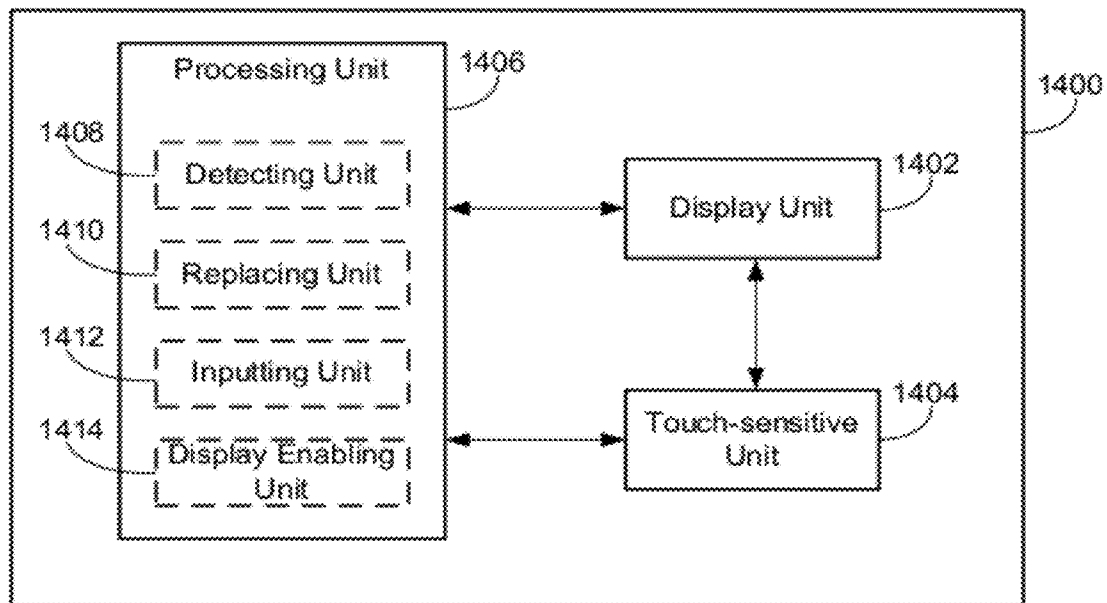 Processing Unit
1406
1400
1408
Detecting Unit
1402
Display Unit
1410
Replacing Unit
1412
Inputting Unit
1404
Touch-sensitive
Unit
1414
Display Enabling
Unit